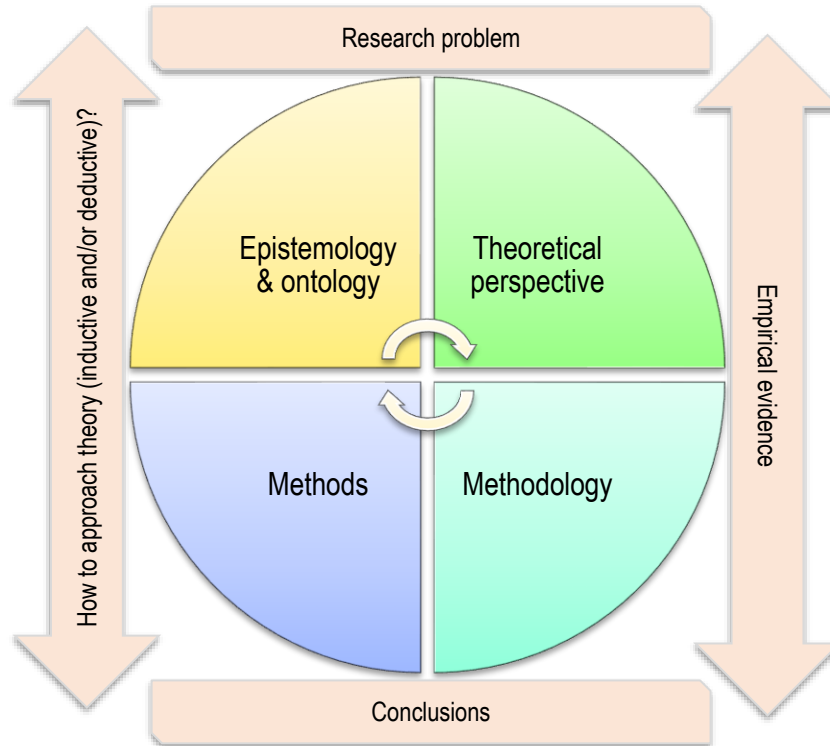 Research problem
How to approach theory (inductive and/or deductive)?
Epistemology
& ontology
Theoretical
perspective
Empirical evidence
Methods
Methodology
Conclusions